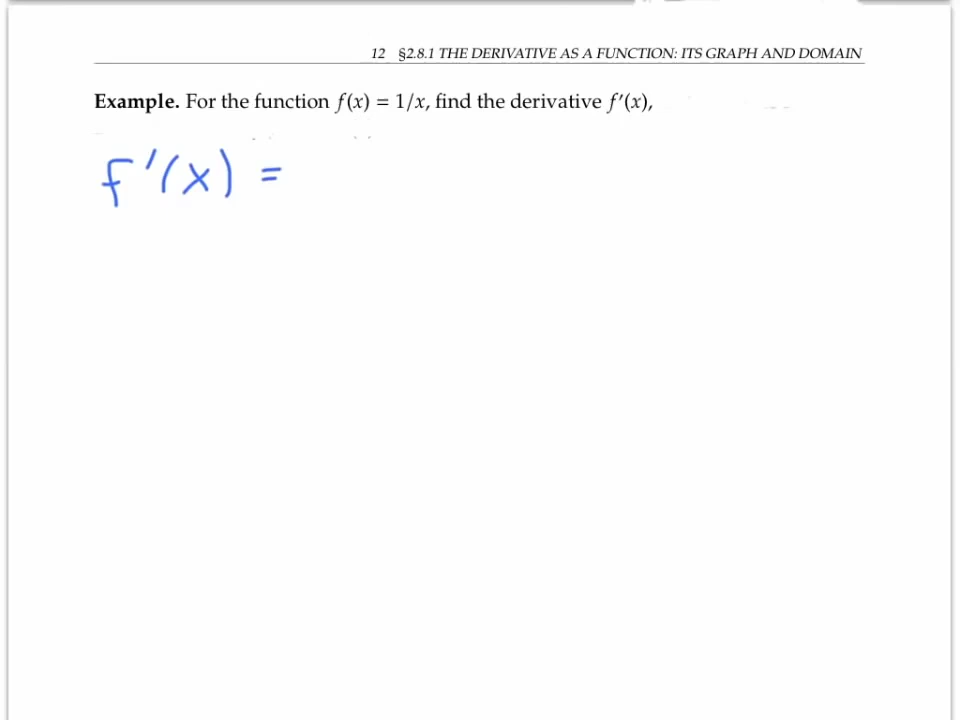 12 §2.8.1 THE DERIVATIVE AS A FUNCTION: ITS GRAPH AND DOMAIN
Example. For the function f(x) = 1/x, find the derivative f′(x),
f'(x) =